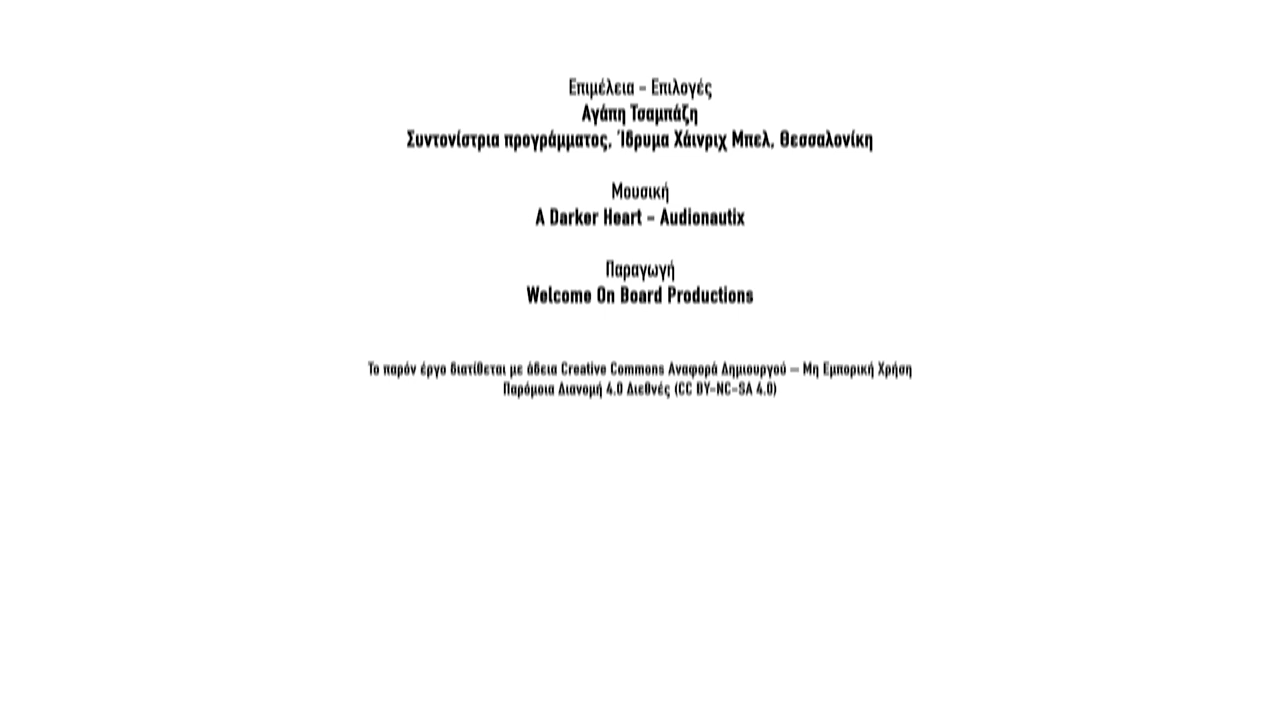 Επιμέλεια - Επιλογές
Αγάπη Τσαμπάζη
Συντονίστρια προγράμματος, Ίδρυμα Χάινριχ Μπελ, Θεσσαλονίκη
Μουσική
A Darker Heart - Audionautix
Παραγωγή
Welcome On Board Productions
Το παρόν έργο διατίθεται με άδεια Creative Commons Αναφορά Δημιουργού – Μη Εμπορική Χρήση
Παρόμοια Διανομή 4.0 Διεθνές (CC BY-NC-SA 4.0)